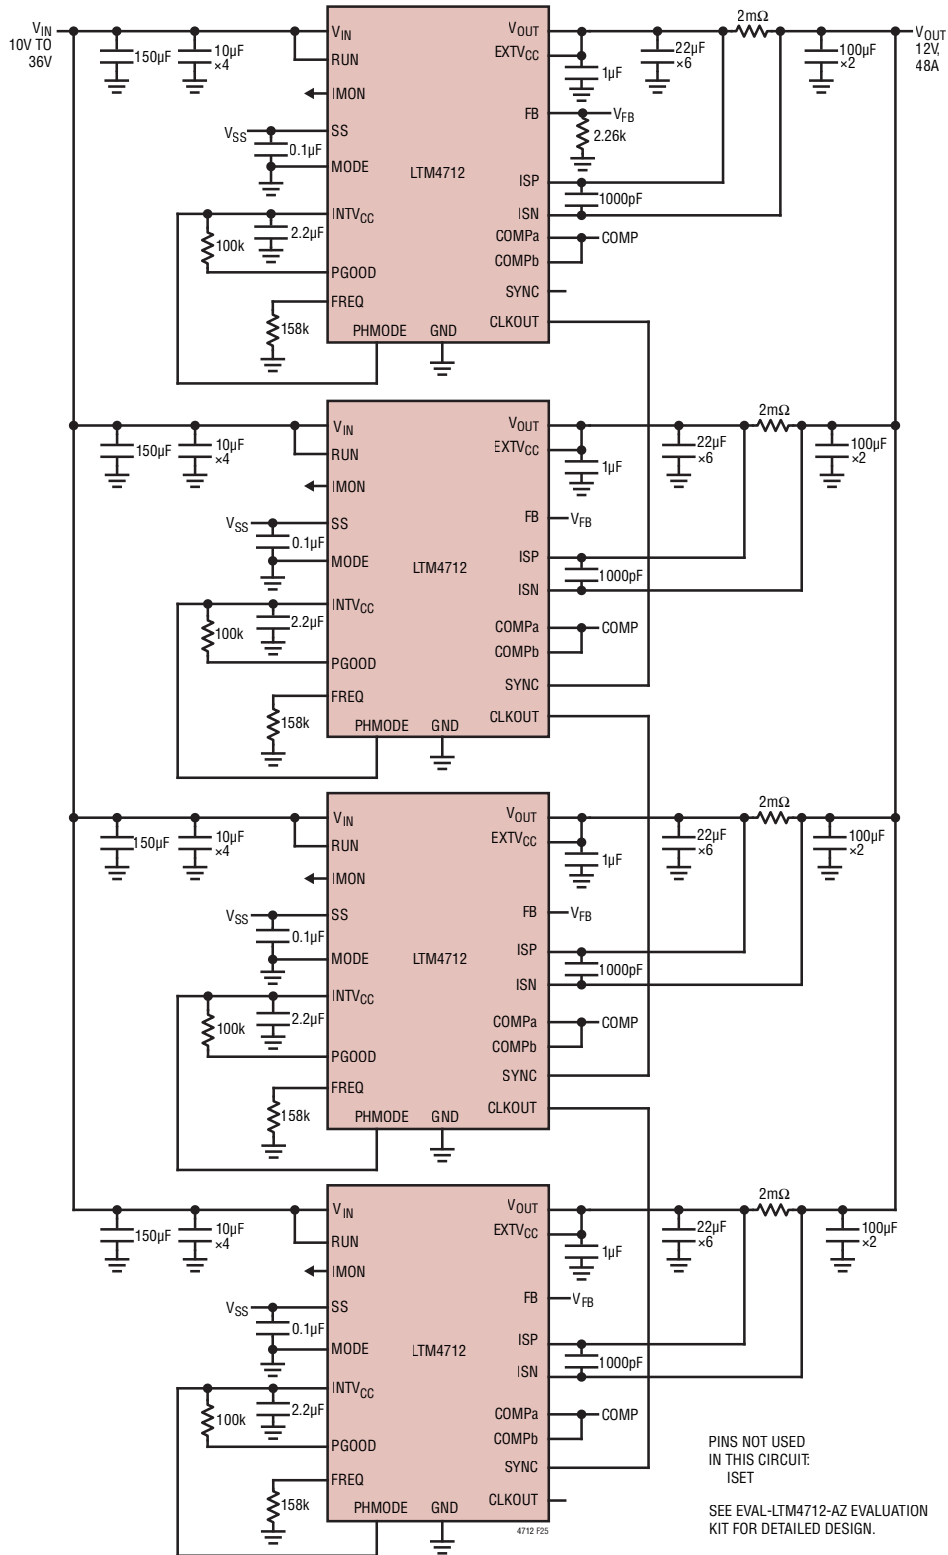 VIN
10V TO
36V
150µF
10µF
×4
VIN
RUN
IMON
VSS
SS
0.1µF
MODE
INTVCC
2.2µF
100k
PGOOD
FREQ
158k
PHMODE
GND
LTM4712
VOUT
EXTVCC
1µF
22µF
×6
2mΩ
100µF
×2
VOUT
12V,
48A
FB
VFB
2.26k
ISP
1000pF
ISN
COMPa
COMP
COMPb
SYNC
CLKOUT
150µF
10µF
×4
VIN
RUN
IMON
VSS
SS
0.1µF
MODE
INTVCC
2.2µF
100k
PGOOD
FREQ
158k
PHMODE
GND
LTM4712
VOUT
EXTVCC
1µF
22µF
×6
2mΩ
100µF
×2
FB
VFB
ISP
1000pF
ISN
COMPa
COMP
COMPb
SYNC
CLKOUT
150µF
10µF
×4
VIN
RUN
IMON
VSS
SS
0.1µF
MODE
INTVCC
2.2µF
100k
PGOOD
FREQ
158k
PHMODE
GND
LTM4712
VOUT
EXTVCC
1µF
22µF
×6
2mΩ
100µF
×2
FB
VFB
ISP
1000pF
ISN
COMPa
COMP
COMPb
SYNC
CLKOUT
150µF
10µF
×4
VIN
RUN
IMON
VSS
SS
0.1µF
MODE
INTVCC
2.2µF
100k
PGOOD
FREQ
158k
PHMODE
GND
LTM4712
VOUT
EXTVCC
1µF
22µF
×6
2mΩ
100µF
×2
FB
VFB
ISP
1000pF
ISN
COMPa
COMP
COMPb
SYNC
CLKOUT
4712 F25
PINS NOT USED
IN THIS CIRCUIT:
ISET
SEE EVAL-LTM4712-AZ EVALUATION
KIT FOR DETAILED DESIGN.